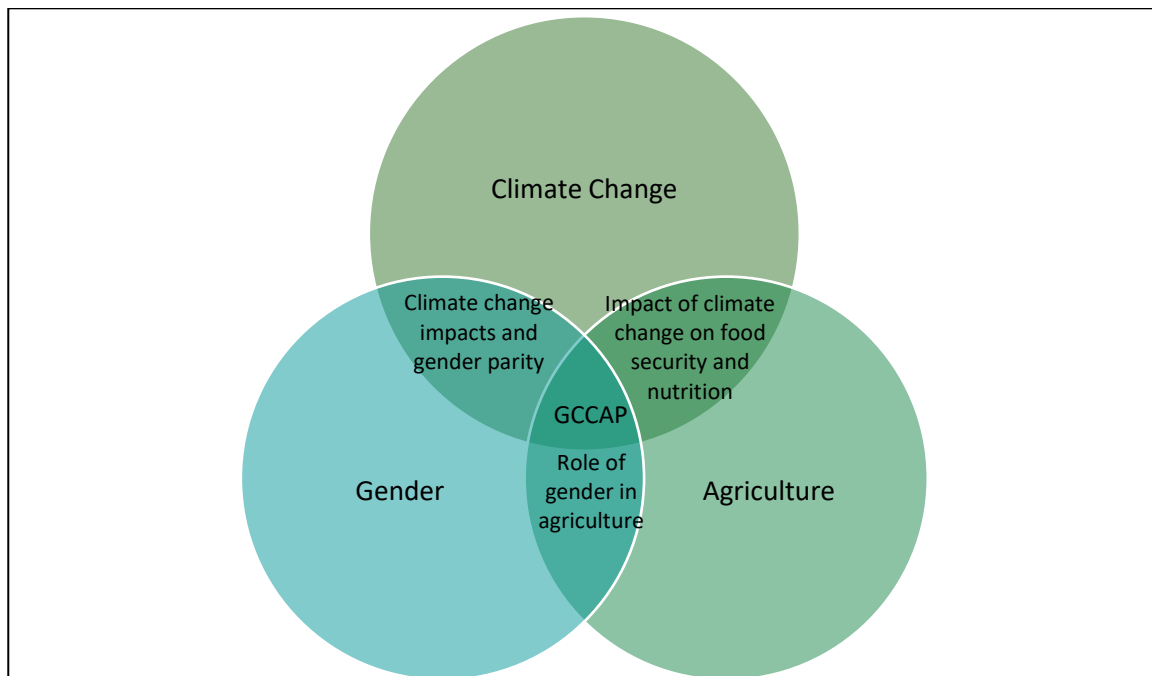 Climate Change
Climate change
impacts and
gender parity
Impact of climate
change on food
security and
nutrition
GCCAP
Role of
gender in
agriculture
Gender
Agriculture